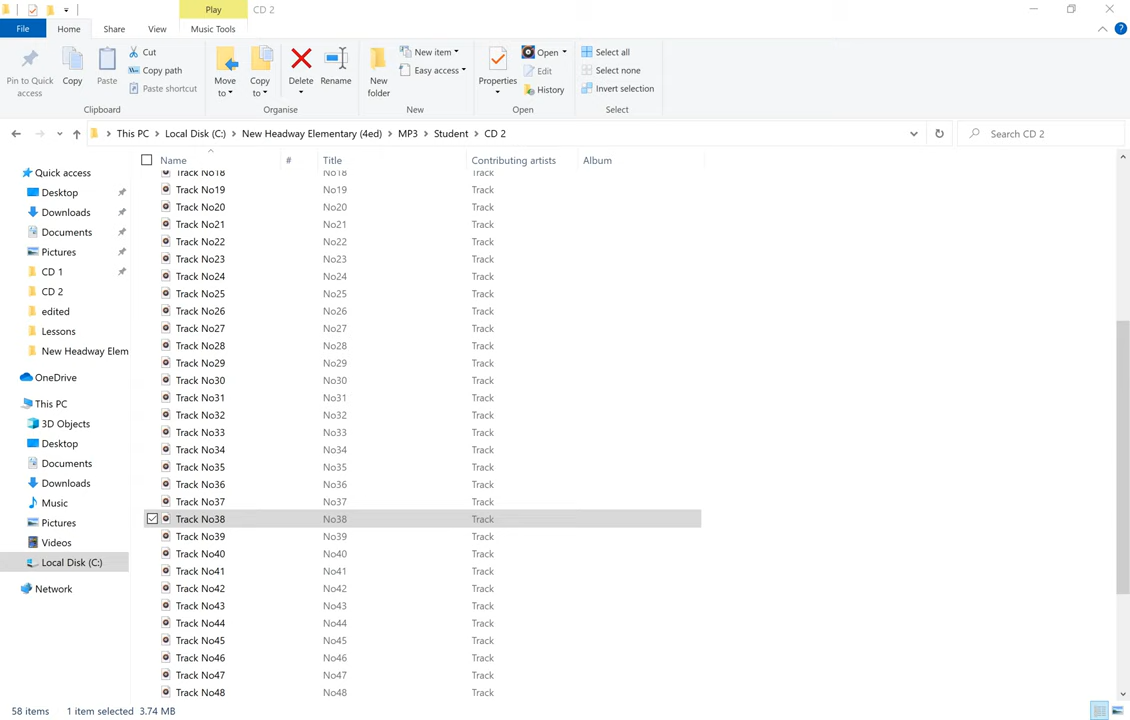 Play CD 2
File Home Share View Music Tools
Pin to Quick access
Copy
Paste
Cut
Copy path
Paste shortcut
Clipboard
Move to
Copy to
Delete
Rename
Organise
New folder
New item
Easy access
New
Properties
Open
Edit
History
Open
Select all
Select none
Invert selection
Select
This PC Local Disk (C:) New Headway Elementary (4ed) MP3 Student CD 2
Search CD 2
Quick access
Desktop
Downloads
Documents
Pictures
CD 1
CD 2
edited
Lessons
New Headway Elem
OneDrive
This PC
3D Objects
Desktop
Documents
Downloads
Music
Pictures
Videos
Local Disk (C:)
Network
Name # Title Contributing artists Album
Track No18 No18 Track
Track No19 No19 Track
Track No20 No20 Track
Track No21 No21 Track
Track No22 No22 Track
Track No23 No23 Track
Track No24 No24 Track
Track No25 No25 Track
Track No26 No26 Track
Track No27 No27 Track
Track No28 No28 Track
Track No29 No29 Track
Track No30 No30 Track
Track No31 No31 Track
Track No32 No32 Track
Track No33 No33 Track
Track No34 No34 Track
Track No35 No35 Track
Track No36 No36 Track
Track No37 No37 Track
Track No38 No38 Track
Track No39 No39 Track
Track No40 No40 Track
Track No41 No41 Track
Track No42 No42 Track
Track No43 No43 Track
Track No44 No44 Track
Track No45 No45 Track
Track No46 No46 Track
Track No47 No47 Track
Track No48 No48 Track
58 items 1 item selected 3.74 MB